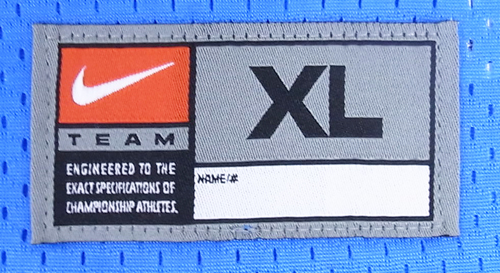 TEAM
ENGINEERED TO THE
EXACT SPECIFICATIONS OF
CHAMPIONSHIP ATHLETES.
XL
NAME/#